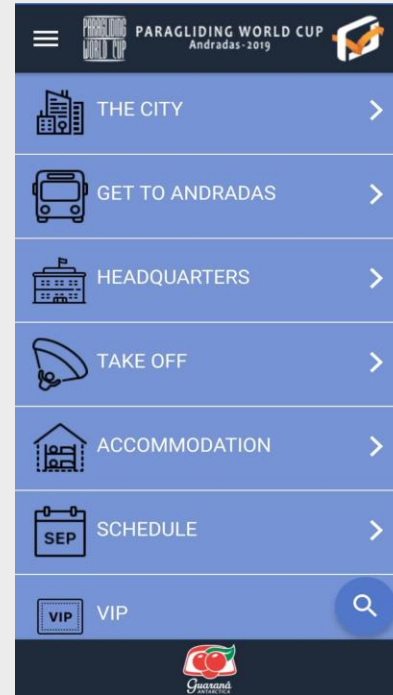 PARAGLIDING
WORLD CUP
PARAGLIDING WORLD CUP
Andradas-2019
THE CITY
GET TO ANDRADAS
HEADQUARTERS
TAKE OFF
ACCOMMODATION
SEP
SCHEDULE
VIP
VIP
Guaraná
ANTARCTICA